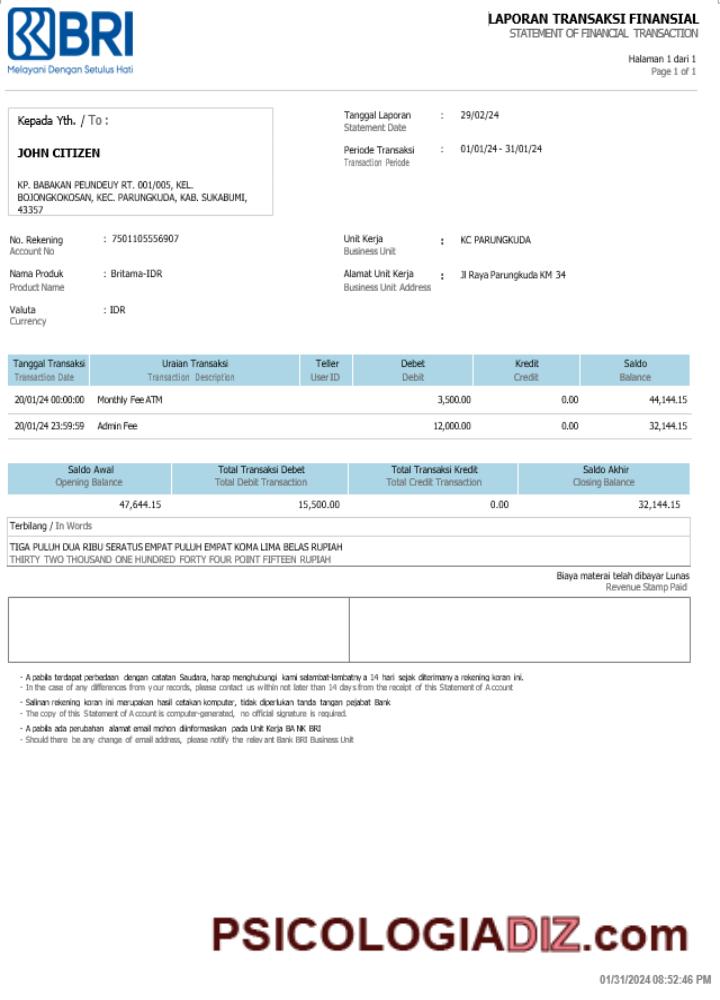 BRI
Melayani Dengan Setulus Hati
LAPORAN TRANSAKSI FINANSIAL
STATEMENT OF FINANCIAL TRANSACTION
Halaman 1 dari 1
Page 1 of 1
Kepada Yth. / To :
JOHN CITIZEN
KP. BABAKAN PEUNDEUY RT. 001/005, KEL.
BOJONGKOKOSAN, KEC. PARUNGKUDA, KAB. SUKABUMI,
43357
Tanggal Laporan : 29/02/24
Statement Date
Periode Transaksi : 01/01/24 - 31/01/24
Transaction Periode
No. Rekening : 7501105556907
Account No
Nama Produk : Britama-IDR
Product Name
Valuta : IDR
Currency
Unit Kerja : KC PARUNGKUDA
Business Unit
Alamat Unit Kerja : Jl Raya Parungkuda KM 34
Business Unit Address
Tanggal Transaksi Uraian Transaksi Teller Debet Kredit Saldo
Transaction Date Transaction Description User ID Debit Credit Balance
20/01/24 00:00:00 Monthly Fee ATM 3,500.00 0.00 44,144.15
20/01/24 23:59:59 Admin Fee 12,000.00 0.00 32,144.15
Saldo Awal Total Transaksi Debet Total Transaksi Kredit Saldo Akhir
Opening Balance Total Debit Transaction Total Credit Transaction Closing Balance
47,644.15 15,500.00 0.00 32,144.15
Terbilang / In Words
TIGA PULUH DUA RIBU SERATUS EMPAT PULUH EMPAT KOMA LIMA BELAS RUPIAH
THIRTY TWO THOUSAND ONE HUNDRED FORTY FOUR POINT FIFTEEN RUPIAH
Biaya materai telah dibayar Lunas
Revenue Stamp Paid
- Apabila terdapat perbedaan dengan catatan Saudara, harap menghubungi kami selambat-lambatnya 14 hari sejak diterimanya rekening koran ini.
- In the case of any differences from your records, please contact us within not later than 14 days from the receipt of this Statement of Account
- Salinan rekening koran ini merupakan hasil cetakan komputer, tidak diperlukan tanda tangan pejabat Bank
- The copy of this Statement of Account is computer-generated, no official signature is required.
- Apabila ada perubahan alamat email mohon diinformasikan pada Unit Kerja BANK BRI
- Should there be any change of email address, please notify the relevant Bank BRI Business Unit
PSICOLOGIADIZ.com
01/31/2024 08:52:46 PM